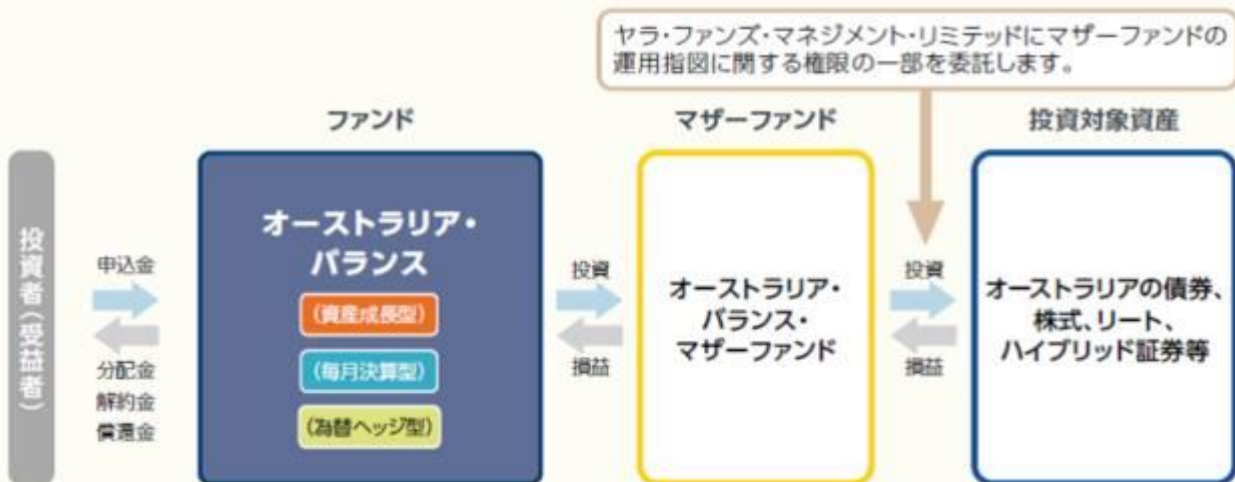 ヤラ・ファンズ・マネジメント・リミテッドにマザーファンドの
運用指図に関する権限の一部を委託します。
ファンド
マザーファンド
投資対象資産
投資者(受益者)
申込金
分配金
解約金
償還金
オーストラリア・
バランス
(資産成長型)
(毎月決算型)
(為替ヘッジ型)
投資
損益
オーストラリア・
バランス・
マザーファンド
投資
損益
オーストラリアの債券、
株式、リート、
ハイブリッド証券等